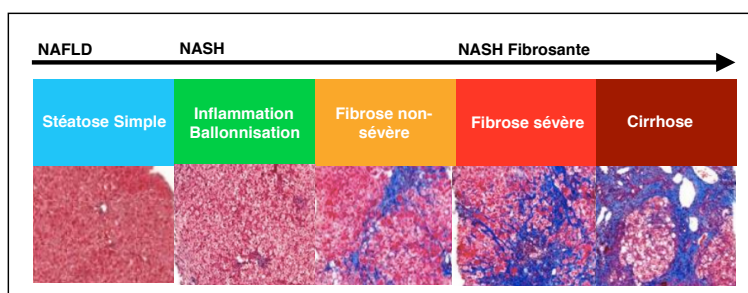 NAFLD NASH NASH Fibrosante
Stéatose Simple
Inflammation
Ballonnisation
Fibrose non-
sévère
Fibrose sévère
Cirrhose